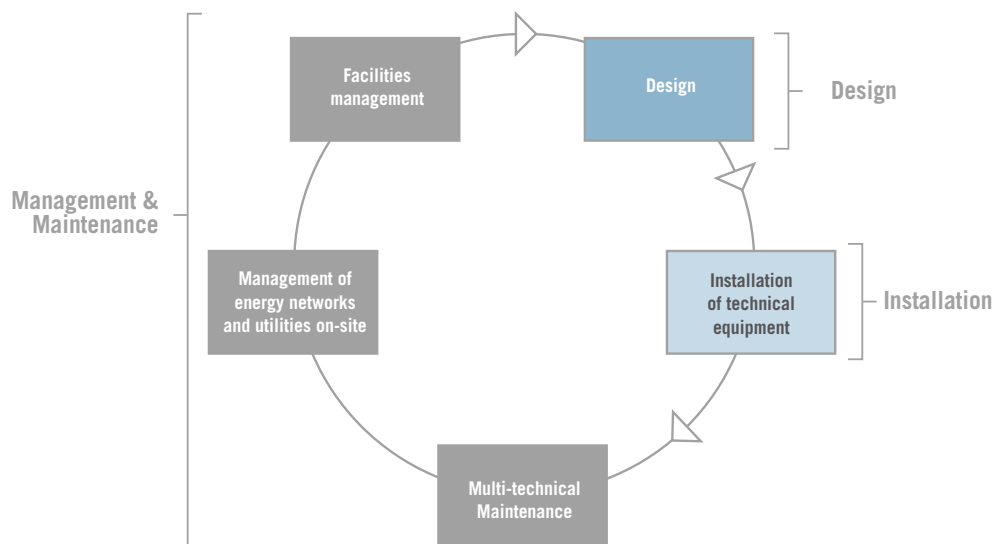 Facilities
management
Design
Design
Management &
Maintenance
Management of
energy networks
and utilities on-site
Installation
of technical
equipment
Installation
Multi-technical
Maintenance